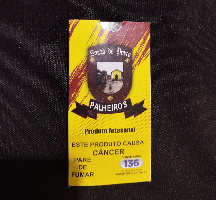 PALHEIROS
Produto Artesanal
ESTE PRODUTO CAUSA
CÂNCER
PARE
DE
FUMAR
136